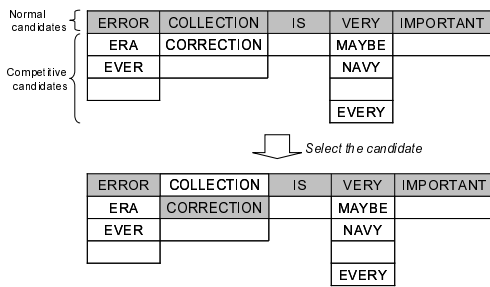 Normal candidates
ERROR COLLECTION IS VERY IMPORTANT
Competitive candidates
ERA CORRECTION MAYBE
EVER NAVY
EVERY
Select the candidate
ERROR COLLECTION IS VERY IMPORTANT
ERA CORRECTION MAYBE
EVER NAVY
EVERY